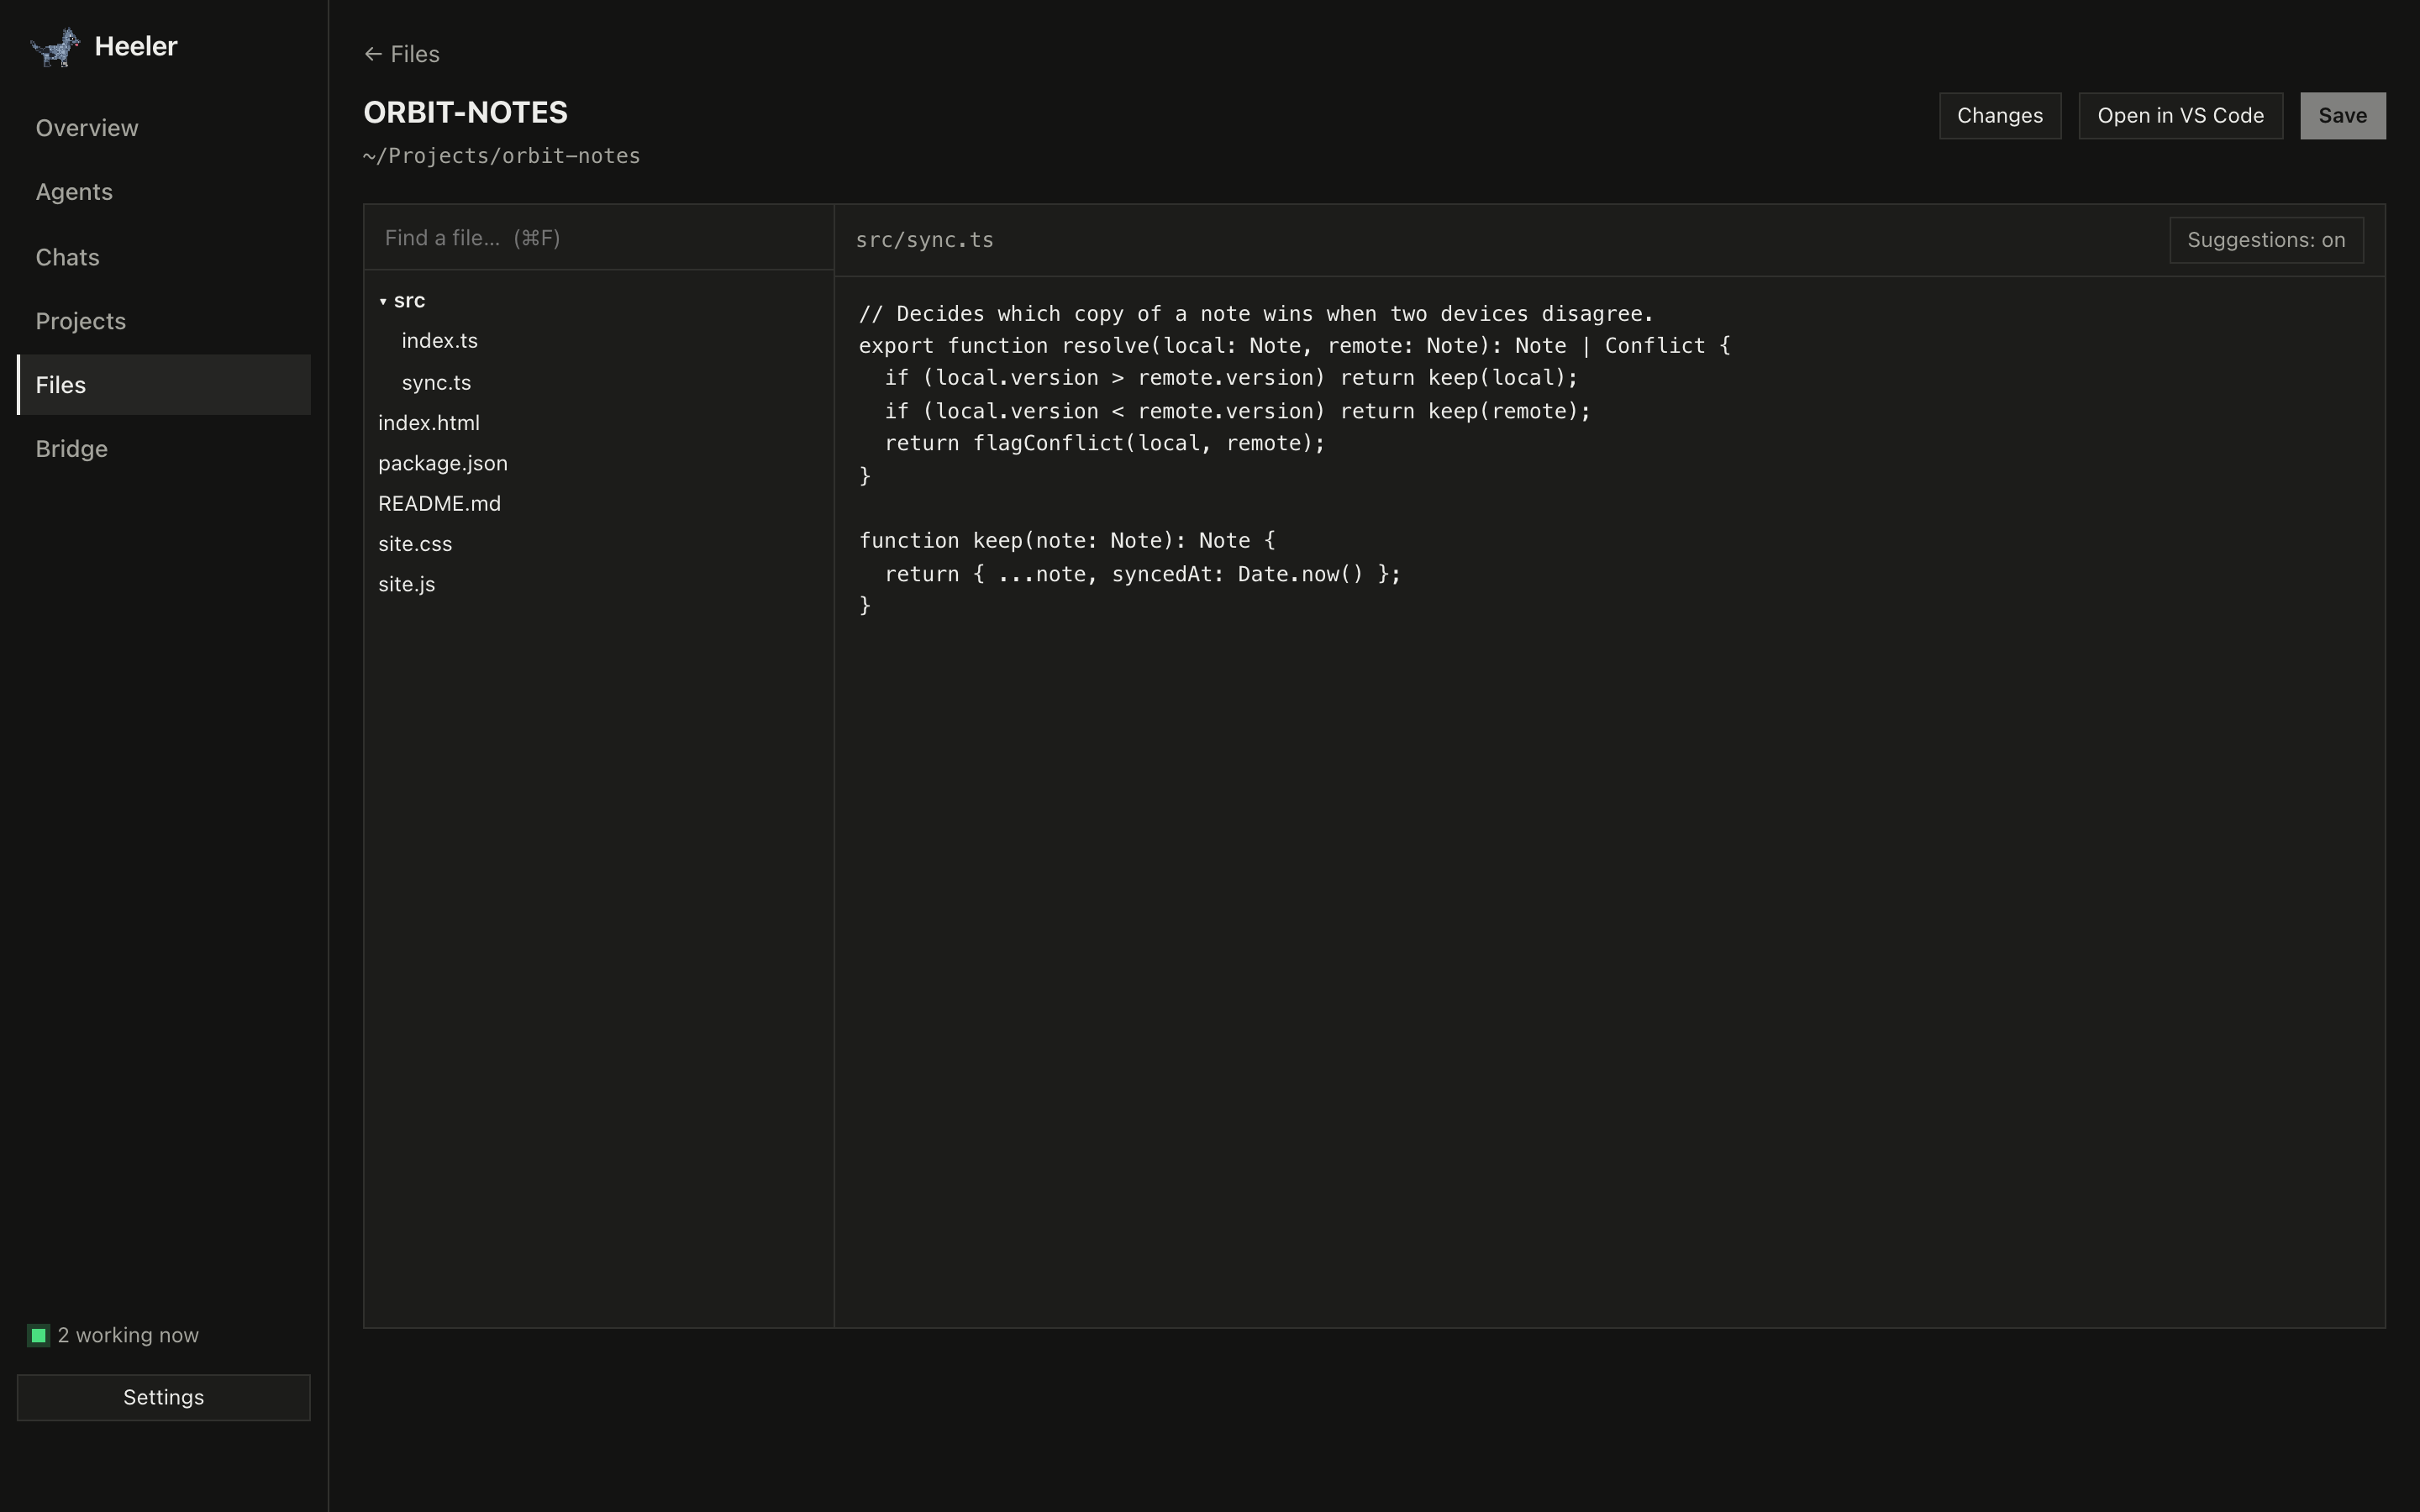 Heeler
Overview
Agents
Chats
Projects
Files
Bridge
2 working now
Settings
← Files
ORBIT-NOTES
~/Projects/orbit-notes
Changes
Open in VS Code
Save
Find a file... (⌘F)
▾ src
index.ts
sync.ts
index.html
package.json
README.md
site.css
site.js
src/sync.ts
Suggestions: on
// Decides which copy of a note wins when two devices disagree.
export function resolve(local: Note, remote: Note): Note | Conflict {
  if (local.version > remote.version) return keep(local);
  if (local.version < remote.version) return keep(remote);
  return flagConflict(local, remote);
}
function keep(note: Note): Note {
  return { ...note, syncedAt: Date.now() };
}